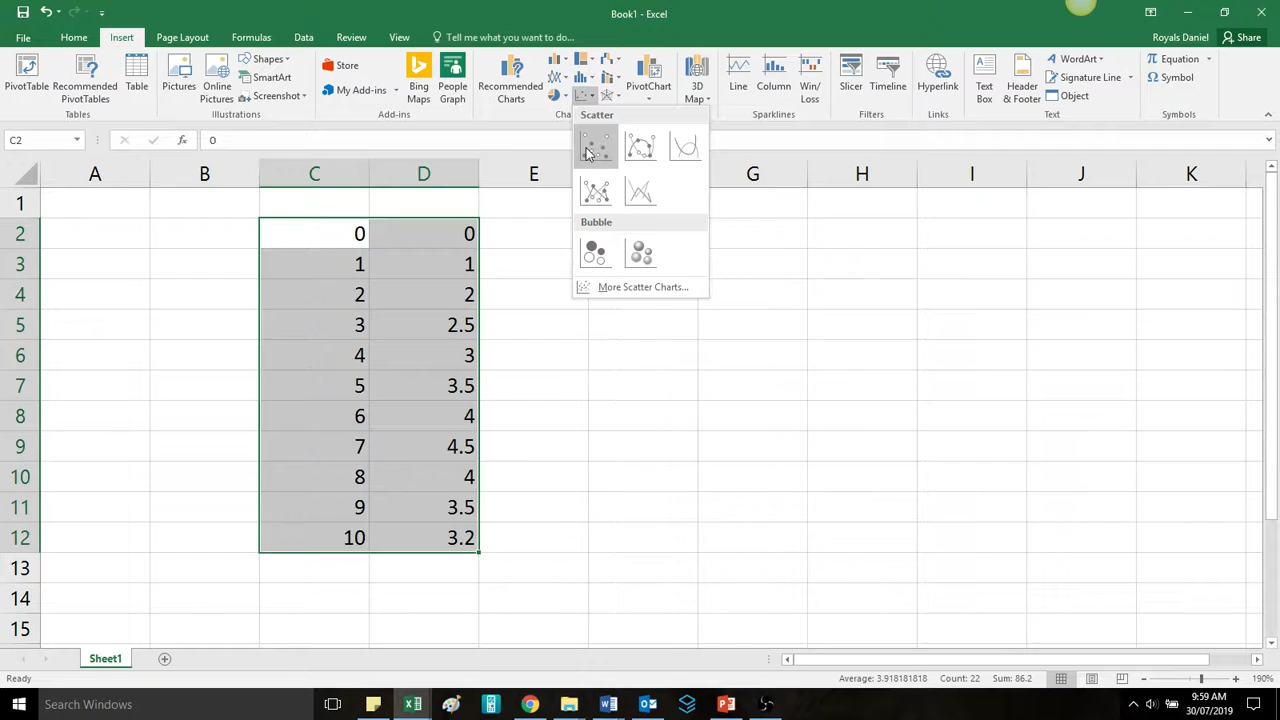 Book1 - Excel
File Home Insert Page Layout Formulas Data Review View Tell me what you want to do... Royals Daniel Share
PivotTable
Recommended PivotTables
Table
Tables
Pictures
Online Pictures
Shapes
SmartArt
Screenshot
Illustrations
Store
My Add-ins
Bing Maps
People Graph
Add-ins
Recommended Charts
PivotChart
3D Map
Line
Column
Win/Loss
Sparklines
Slicer
Timeline
Filters
Hyperlink
Links
Text Box
Header & Footer
WordArt
Signature Line
Object
Text
Equation
Symbol
Symbols
Cha
C2 0
Scatter
Bubble
More Scatter Charts...
A B C D E G H I J K
1
2 0 0
3 1 1
4 2 2
5 3 2.5
6 4 3
7 5 3.5
8 6 4
9 7 4.5
10 8 4
11 9 3.5
12 10 3.2
13
14
15
Sheet1
Ready Average: 3.918181818 Count: 22 Sum: 86.2 190%
Search Windows
9:59 AM
30/07/2019